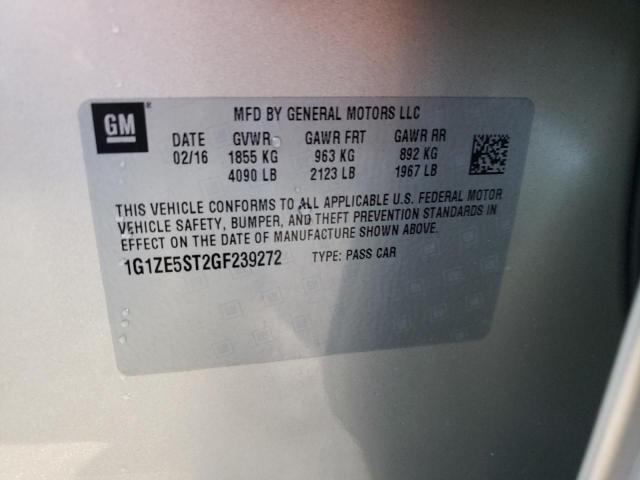 GM®
MFD BY GENERAL MOTORS LLC
DATE GVWR GAWR FRT GAWR RR
02/16 1855 KG 963 KG 892 KG
4090 LB 2123 LB 1967 LB
THIS VEHICLE CONFORMS TO ALL APPLICABLE U.S. FEDERAL MOTOR
VEHICLE SAFETY, BUMPER, AND THEFT PREVENTION STANDARDS IN
EFFECT ON THE DATE OF MANUFACTURE SHOWN ABOVE.
1G1ZE5ST2GF239272 TYPE: PASS CAR